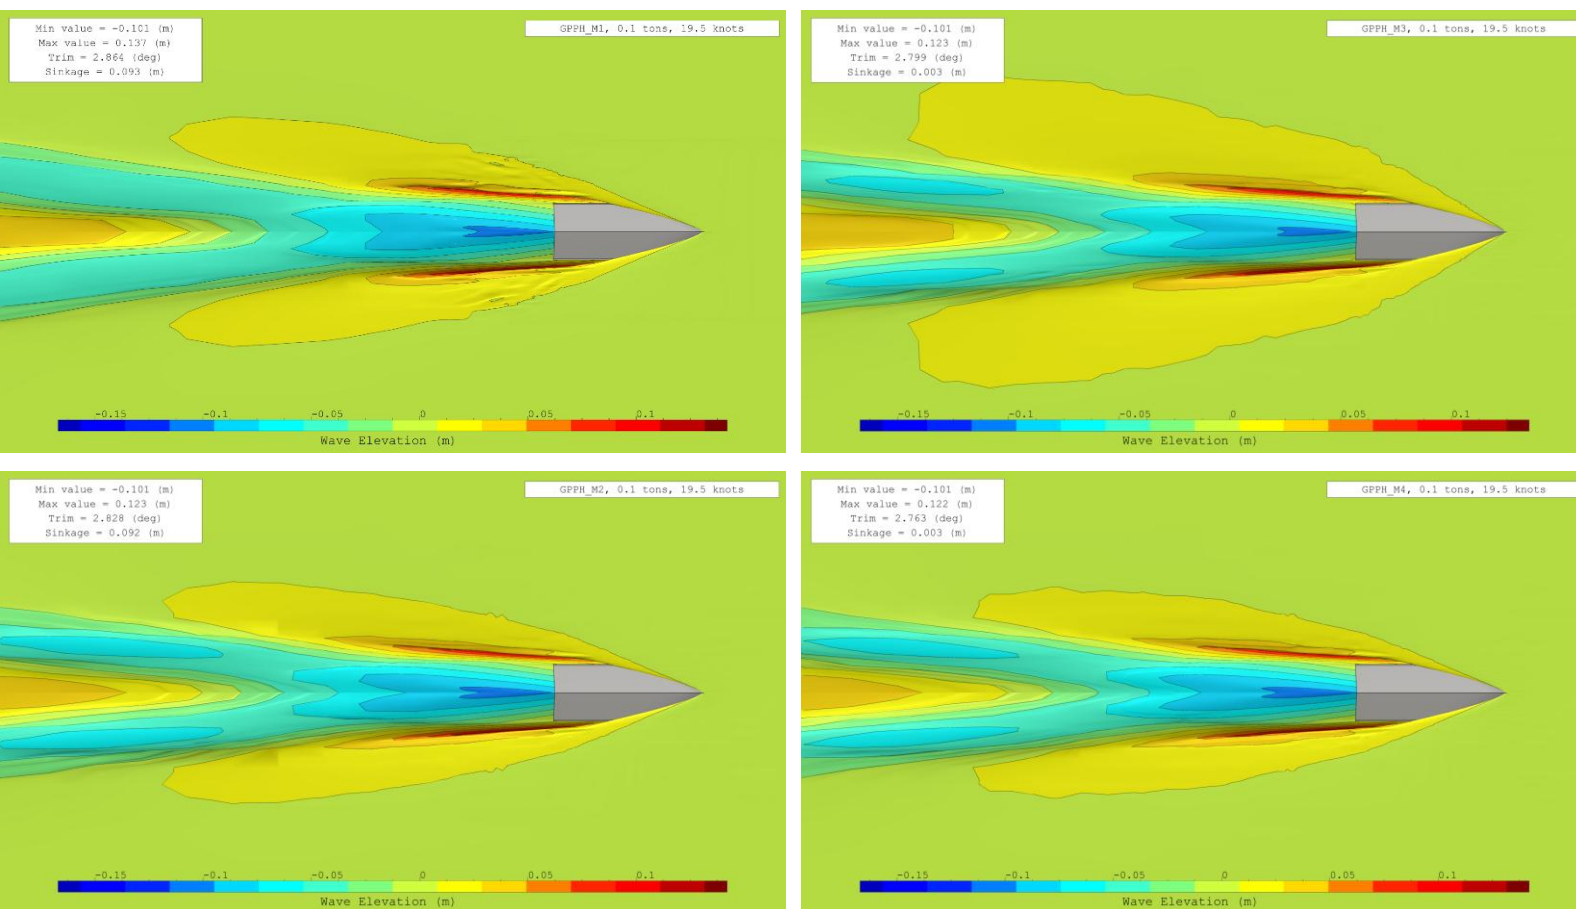 Min value = -0.101 (m)
Max value = 0.137 (m)
Trim = 2.864 (deg)
Sinkage = 0.093 (m)
GPPH_M1, 0.1 tons, 19.5 knots
-0.15 -0.1 -0.05 0 0.05 0.1
Wave Elevation (m)
Min value = -0.101 (m)
Max value = 0.123 (m)
Trim = 2.799 (deg)
Sinkage = 0.003 (m)
GPPH_M3, 0.1 tons, 19.5 knots
-0.15 -0.1 -0.05 0 0.05 0.1
Wave Elevation (m)
Min value = -0.101 (m)
Max value = 0.123 (m)
Trim = 2.828 (deg)
Sinkage = 0.092 (m)
GPPH_M2, 0.1 tons, 19.5 knots
-0.15 -0.1 -0.05 0 0.05 0.1
Wave Elevation (m)
Min value = -0.101 (m)
Max value = 0.122 (m)
Trim = 2.763 (deg)
Sinkage = 0.003 (m)
GPPH_M4, 0.1 tons, 19.5 knots
-0.15 -0.1 -0.05 0 0.05 0.1
Wave Elevation (m)